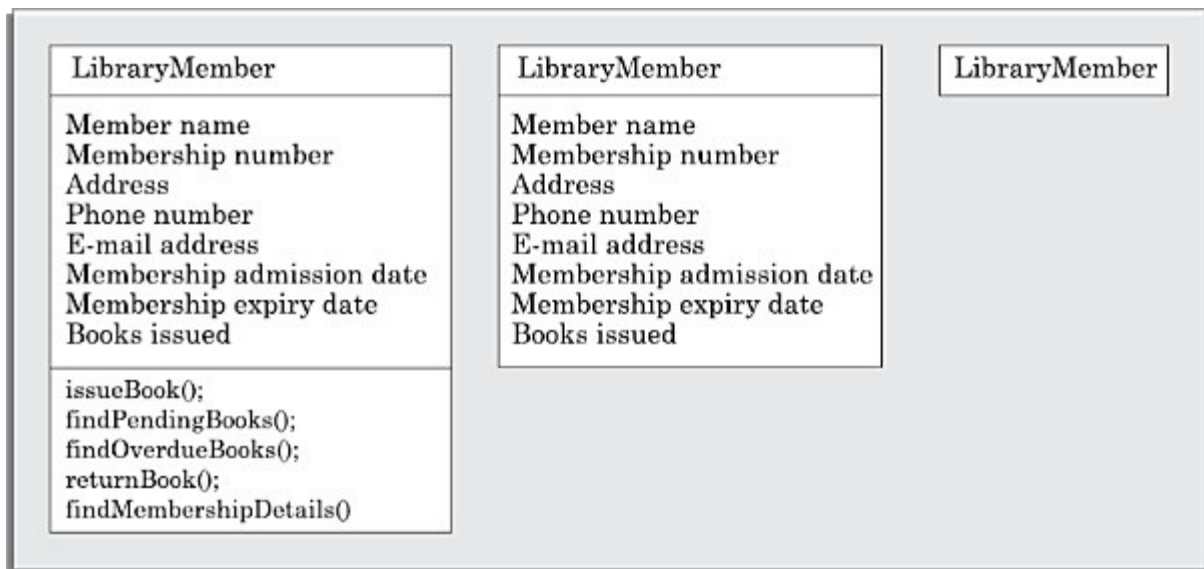 LibraryMember
Member name
Membership number
Address
Phone number
E-mail address
Membership admission date
Membership expiry date
Books issued
issueBook();
findPendingBooks();
findOverdueBooks();
returnBook();
findMembershipDetails()
LibraryMember
Member name
Membership number
Address
Phone number
E-mail address
Membership admission date
Membership expiry date
Books issued
LibraryMember